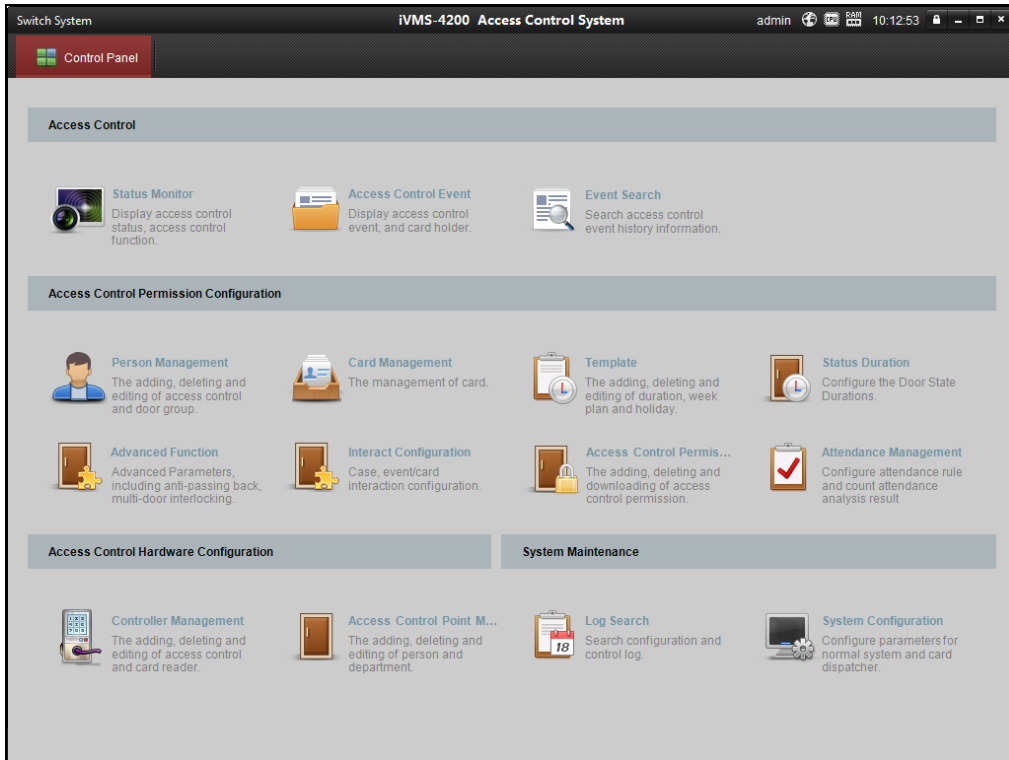 Switch System
iVMS-4200 Access Control System
admin
CPU
RAM
10:12:53
Control Panel
Access Control
Status Monitor
Display access control
status, access control
function.
Access Control Event
Display access control
event, and card holder.
Event Search
Search access control
event history information.
Access Control Permission Configuration
Person Management
The adding, deleting and
editing of access control
and door group.
Card Management
The management of card.
Template
The adding, deleting and
editing of duration, week
plan and holiday.
Status Duration
Configure the Door State
Durations.
Advanced Function
Advanced Parameters,
including anti-passing back,
multi-door interlocking.
Interact Configuration
Case, event/card
interaction configuration.
Access Control Permis...
The adding, deleting and
downloading of access
control permission.
Attendance Management
Configure attendance rule
and count attendance
analysis result
Access Control Hardware Configuration
System Maintenance
Controller Management
The adding, deleting and
editing of access control
and card reader.
Access Control Point M...
The adding, deleting and
editing of person and
department.
18
Log Search
Search configuration and
control log.
System Configuration
Configure parameters for
normal system and card
dispatcher.